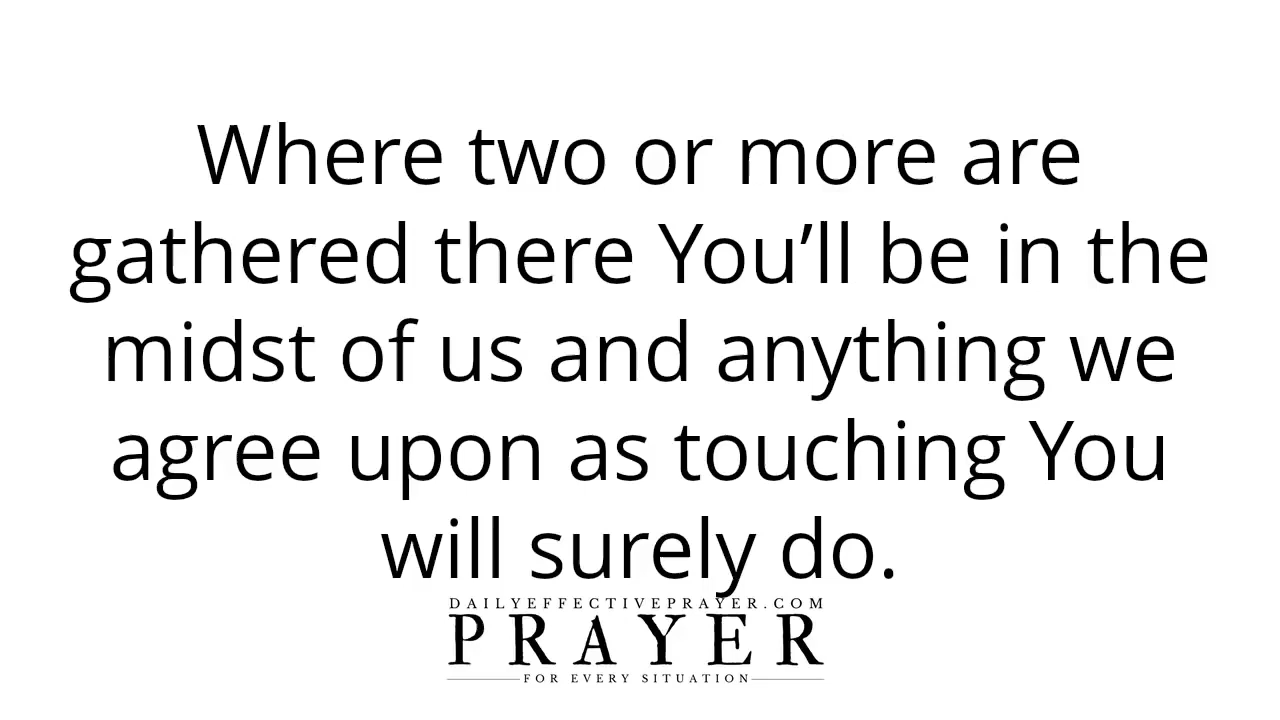 Where two or more are
gathered there You’ll be in the
midst of us and anything we
agree upon as touching You
will surely do.
DAILYEFFECTIVEPRAYER.COM
PRAYER
FOR EVERY SITUATION